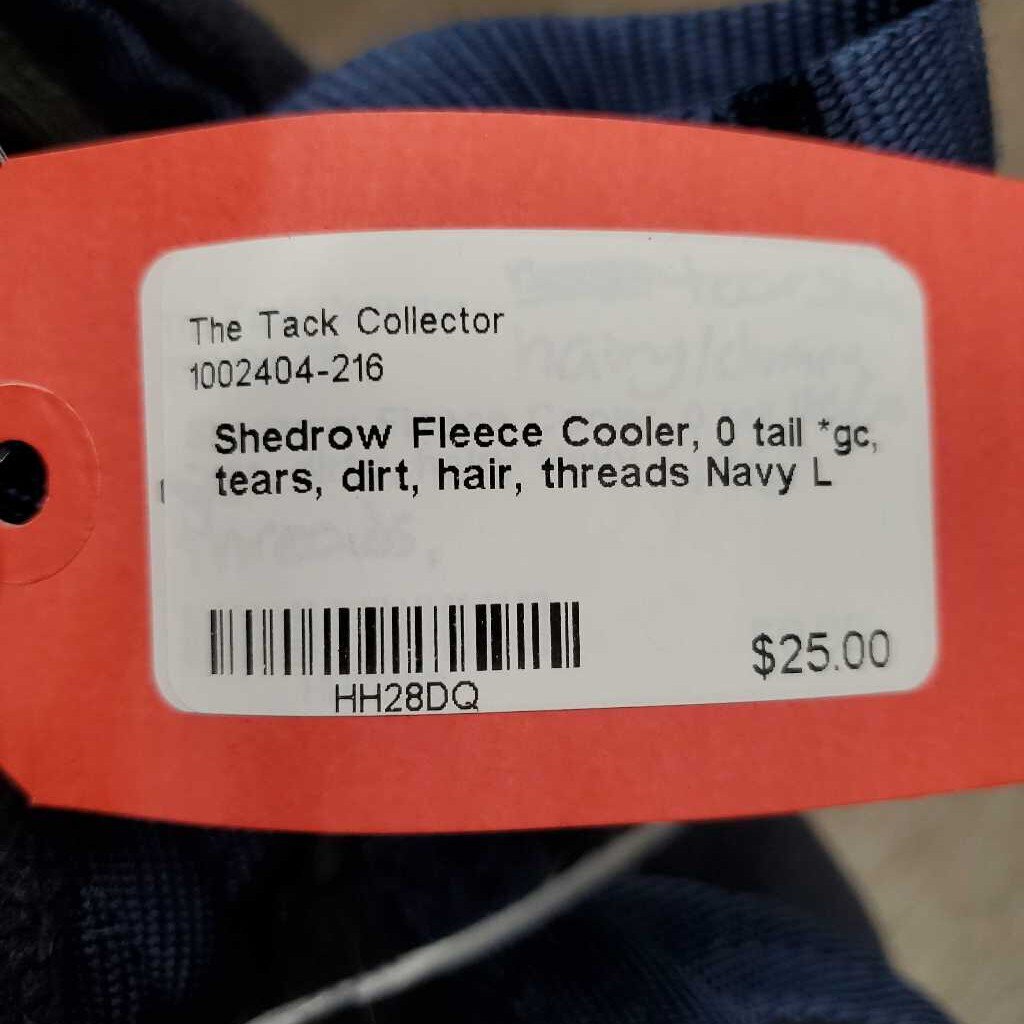 The Tack Collector
1002404-216
Shedrow Fleece Cooler, 0 tail *gc,
tears, dirt, hair, threads Navy L
threads,
HH28DQ
$25.00